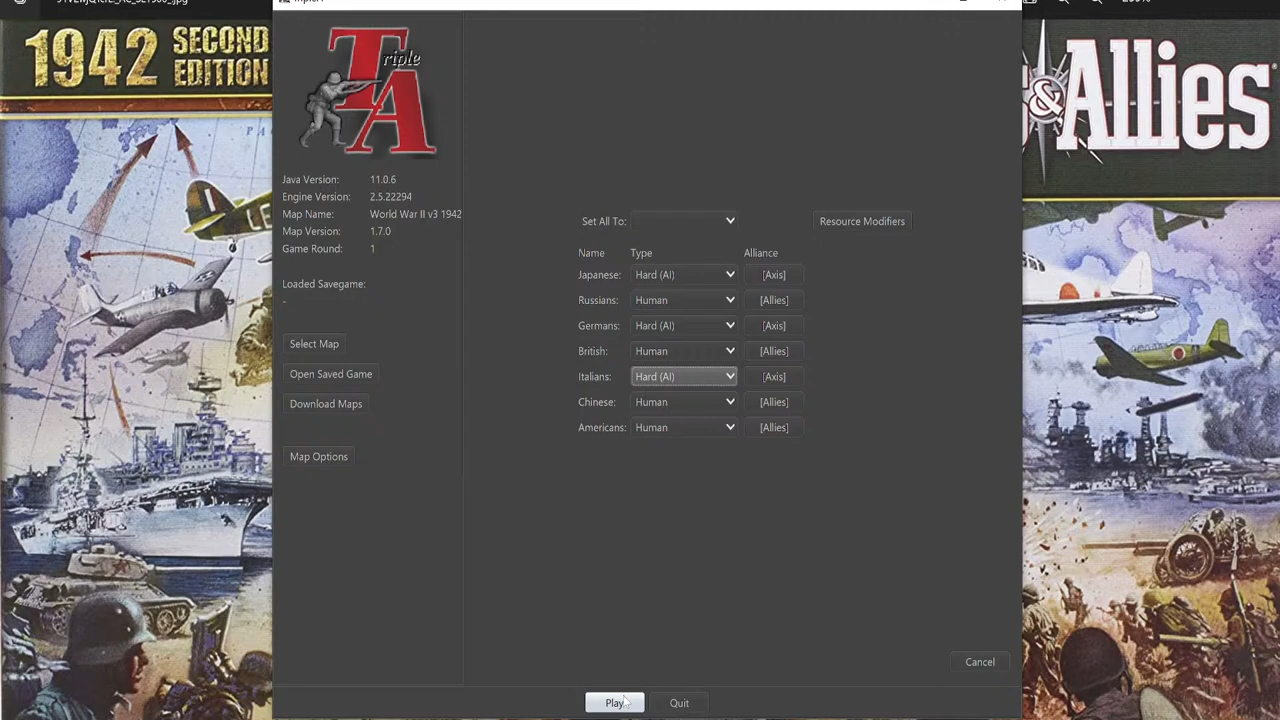 1942 SECOND
EDITION
&Allies
Triple
A
Java Version: 11.0.6
Engine Version: 2.5.22294
Map Name: World War II v3 1942
Map Version: 1.7.0
Game Round: 1
Loaded Savegame:
-
Select Map
Open Saved Game
Download Maps
Map Options
Set All To:
Resource Modifiers
Name Type Alliance
Japanese: Hard (AI) [Axis]
Russians: Human [Allies]
Germans: Hard (AI) [Axis]
British: Human [Allies]
Italians: Hard (AI) [Axis]
Chinese: Human [Allies]
Americans: Human [Allies]
Cancel
Play
Quit